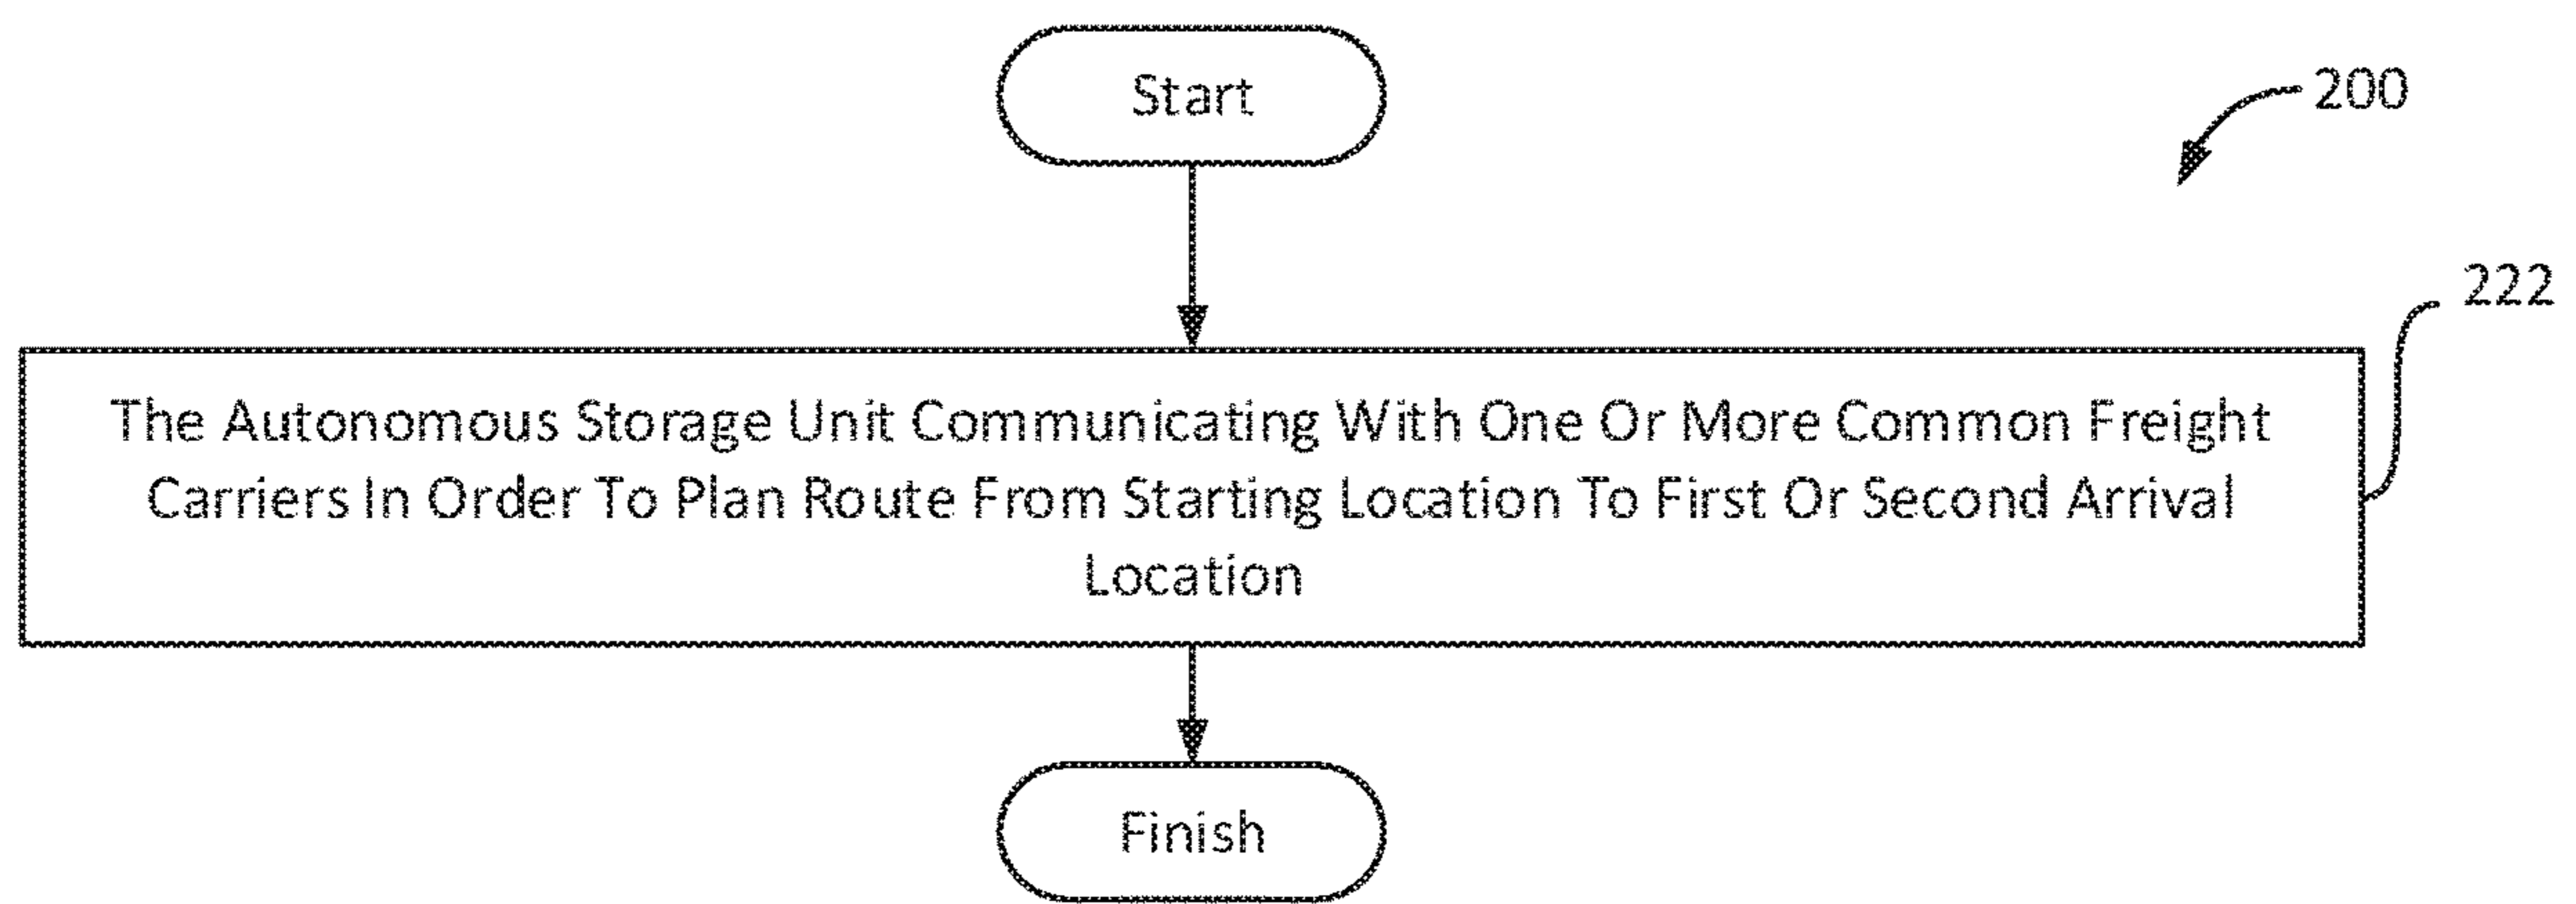 Start
200
222
The Autonomous Storage Unit Communicating With One Or More Common Freight
Carriers In Order To Plan Route From Starting Location To First Or Second Arrival
Location
Finish